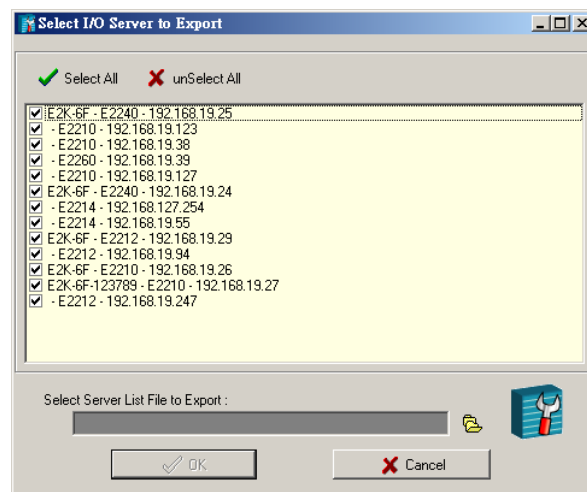 Select I/O Server to Export
Select All unSelect All
E2K-6F - E2240 - 192.168.19.25
- E2210 - 192.168.19.123
- E2210 - 192.168.19.38
- E2260 - 192.168.19.39
- E2210 - 192.168.19.127
E2K-6F - E2240 - 192.168.19.24
- E2214 - 192.168.127.254
- E2214 - 192.168.19.55
E2K-6F - E2212 - 192.168.19.29
- E2212 - 192.168.19.94
E2K-6F - E2210 - 192.168.19.26
E2K-6F-123789 - E2210 - 192.168.19.27
- E2212 - 192.168.19.247
Select Server List File to Export :
OK Cancel